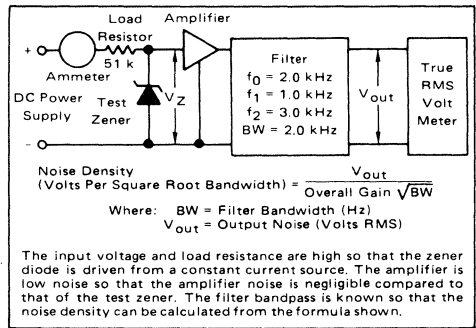 Load Amplifier
Resistor
+
51 k
Ammeter
DC Power
Supply
Test
Zener
VZ
-
Filter
f0 = 2.0 kHz
f1 = 1.0 kHz
f2 = 3.0 kHz
BW = 2.0 kHz
Vout
True
RMS
Volt
Meter
Noise Density
(Volts Per Square Root Bandwidth) = Vout / Overall Gain √BW
Where: BW = Filter Bandwidth (Hz)
Vout = Output Noise (Volts RMS)
The input voltage and load resistance are high so that the zener
diode is driven from a constant current source. The amplifier is
low noise so that the amplifier noise is negligible compared to
that of the test zener. The filter bandpass is known so that the
noise density can be calculated from the formula shown.